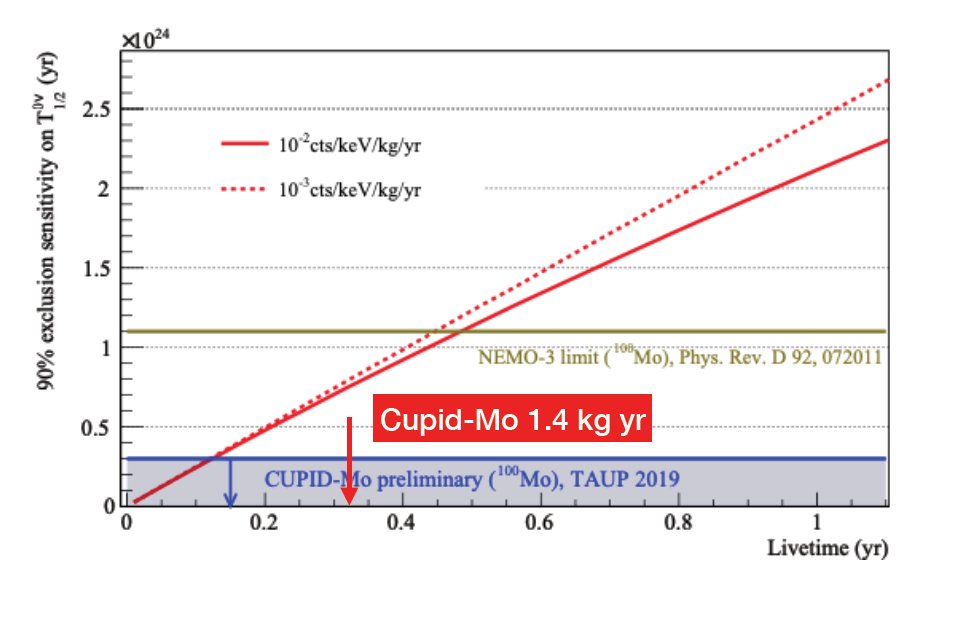 ×10²⁴
90% exclusion sensitivity on T⁰ᵛ₁/₂ (yr)
2.5
10⁻²cts/keV/kg/yr
10⁻³cts/keV/kg/yr
2
1.5
1
NEMO-3 limit (¹⁰⁰Mo), Phys. Rev. D 92, 072011
Cupid-Mo 1.4 kg yr
0.5
CUPID-Mo preliminary (¹⁰⁰Mo), TAUP 2019
0
0 0.2 0.4 0.6 0.8 1
Livetime (yr)